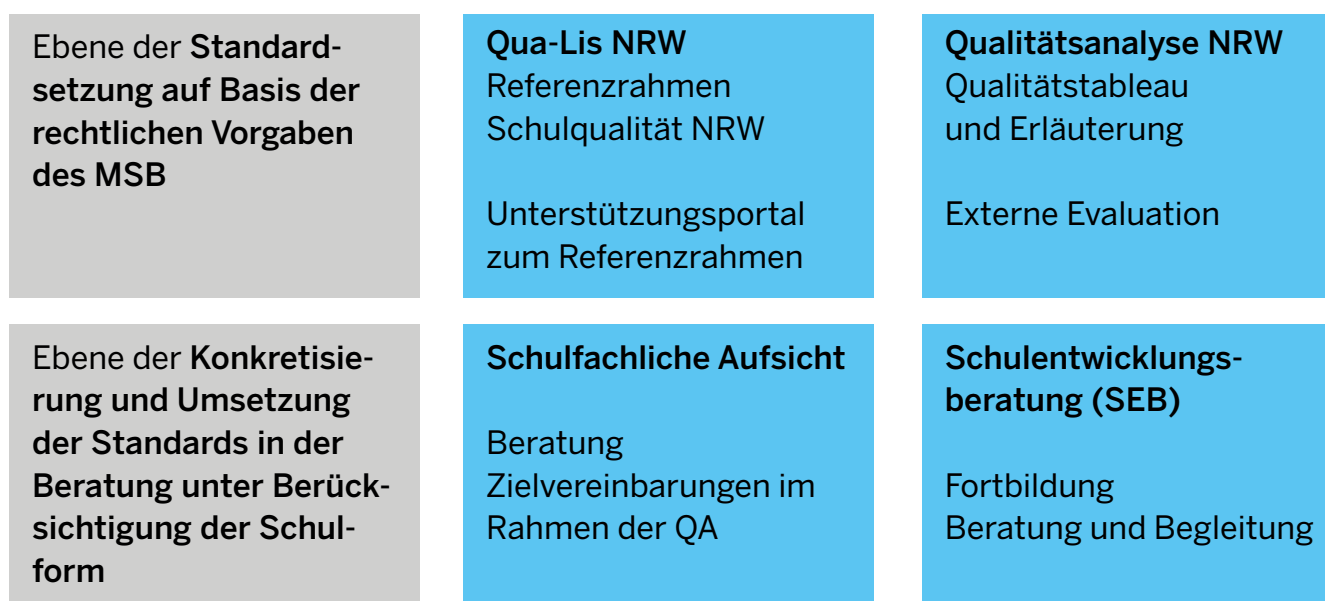 Ebene der Standard-
setzung auf Basis der
rechtlichen Vorgaben
des MSB
Qua-Lis NRW
Referenzrahmen
Schulqualität NRW
Unterstützungsportal
zum Referenzrahmen
Qualitätsanalyse NRW
Qualitätstableau
und Erläuterung
Externe Evaluation
Ebene der Konkretisie-
rung und Umsetzung
der Standards in der
Beratung unter Berück-
sichtigung der Schul-
form
Schulfachliche Aufsicht
Beratung
Zielvereinbarungen im
Rahmen der QA
Schulentwicklungs-
beratung (SEB)
Fortbildung
Beratung und Begleitung